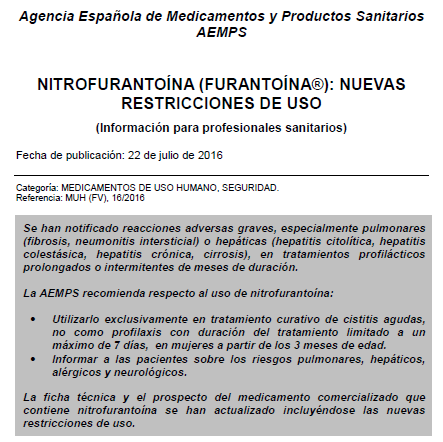 Agencia Española de Medicamentos y Productos Sanitarios
AEMPS
NITROFURANTOÍNA (FURANTOÍNA®): NUEVAS
RESTRICCIONES DE USO
(Información para profesionales sanitarios)
Fecha de publicación: 22 de julio de 2016
Categoría: MEDICAMENTOS DE USO HUMANO, SEGURIDAD.
Referencia: MUH (FV), 16/2016
Se han notificado reacciones adversas graves, especialmente pulmonares
(fibrosis, neumonitis intersticial) o hepáticas (hepatitis citolítica, hepatitis
colestásica, hepatitis crónica, cirrosis), en tratamientos profilácticos
prolongados o intermitentes de meses de duración.
La AEMPS recomienda respecto al uso de nitrofurantoína:
• Utilizarlo exclusivamente en tratamiento curativo de cistitis agudas,
no como profilaxis con duración del tratamiento limitado a un
máximo de 7 días, en mujeres a partir de los 3 meses de edad.
• Informar a las pacientes sobre los riesgos pulmonares, hepáticos,
alérgicos y neurológicos.
La ficha técnica y el prospecto del medicamento comercializado que
contiene nitrofurantoína se han actualizado incluyéndose las nuevas
restricciones de uso.